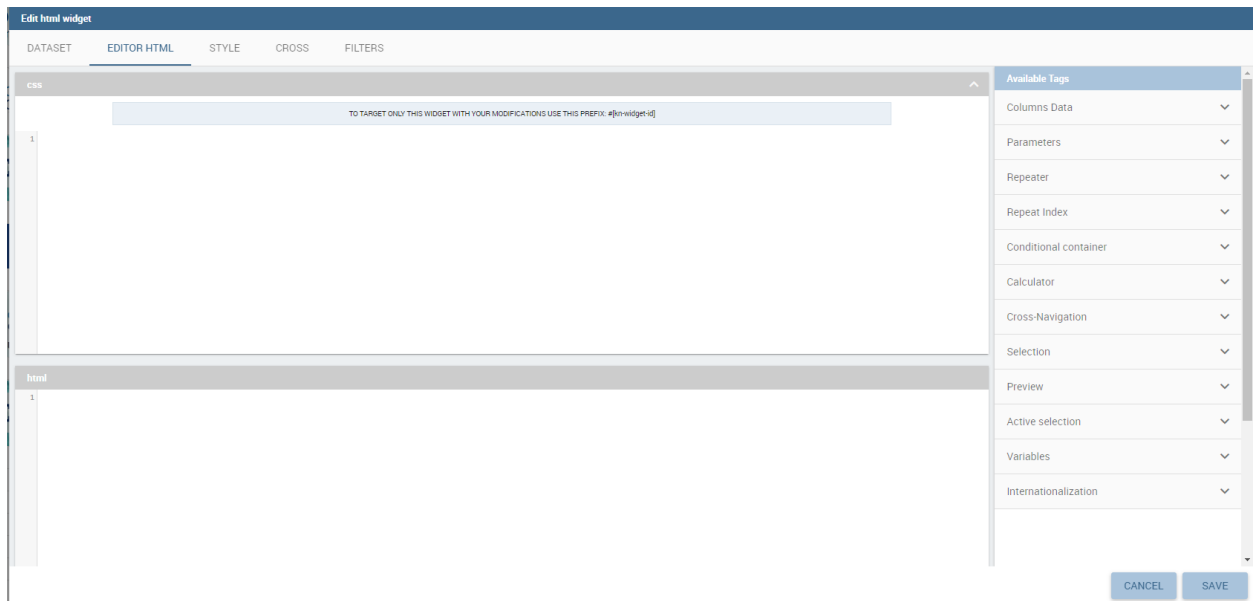 Edit html widget
DATASET EDITOR HTML STYLE CROSS FILTERS
css
TO TARGET ONLY THIS WIDGET WITH YOUR MODIFICATIONS USE THIS PREFIX: #[kn-widget-id]
1
html
1
Available Tags
Columns Data
Parameters
Repeater
Repeat Index
Conditional container
Calculator
Cross-Navigation
Selection
Preview
Active selection
Variables
Internationalization
CANCEL SAVE